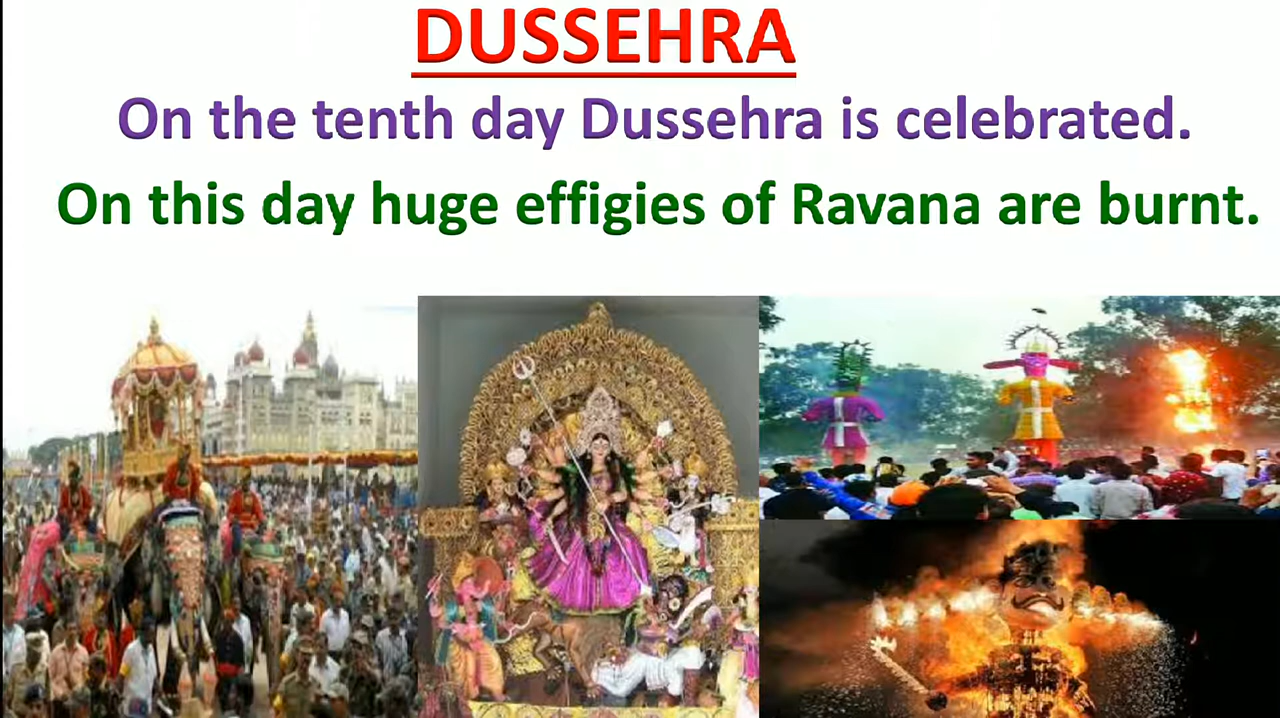 DUSSEHRA
On the tenth day Dussehra is celebrated.
On this day huge effigies of Ravana are burnt.